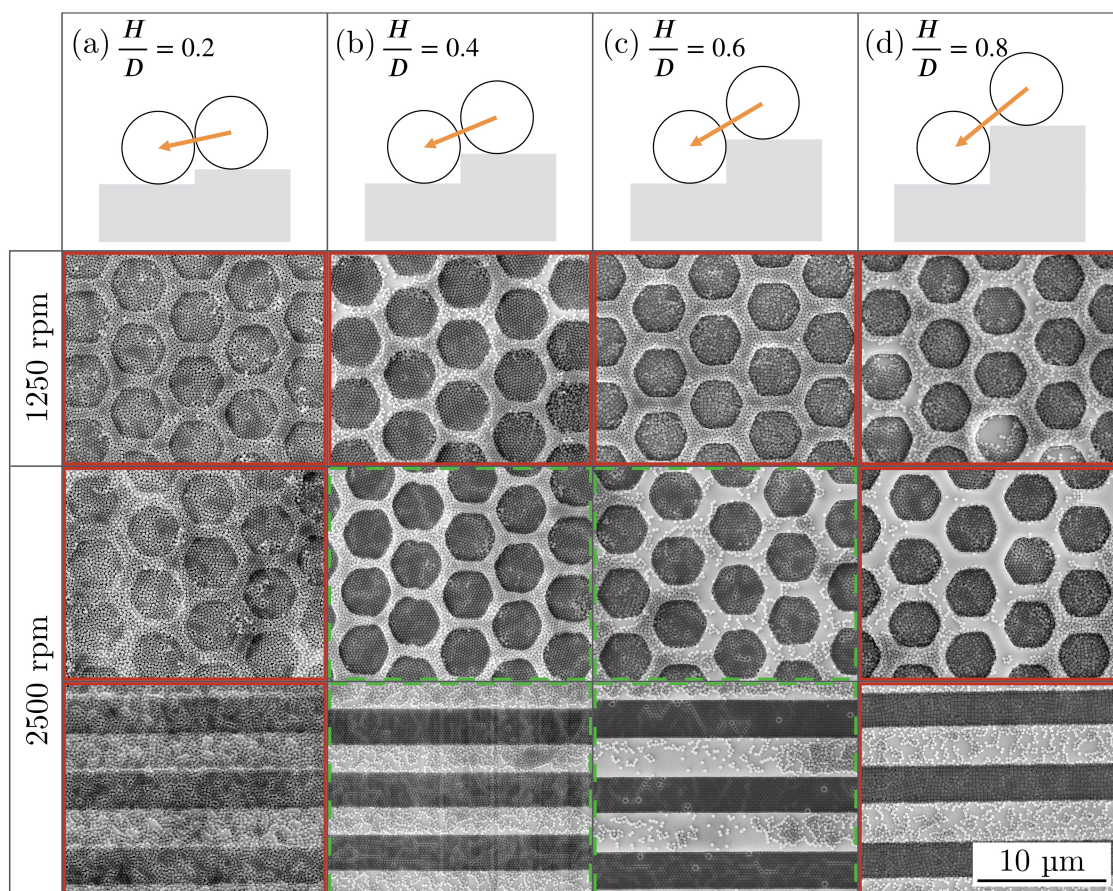 (a) H/D = 0.2
(b) H/D = 0.4
(c) H/D = 0.6
(d) H/D = 0.8
1250 rpm
2500 rpm
10 µm